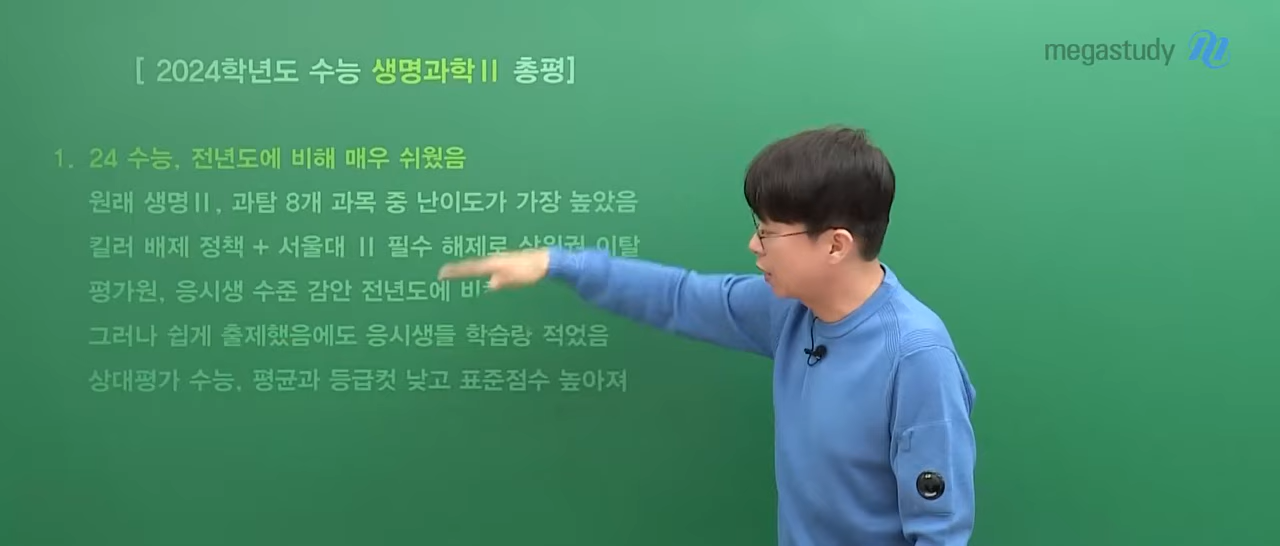 [ 2024학년도 수능 생명과학Ⅱ 총평]
megastudy
1. 24 수능, 전년도에 비해 매우 쉬웠음
원래 생명Ⅱ, 과탐 8개 과목 중 난이도가 가장 높았음
킬러 배제 정책 + 서울대 Ⅱ 필수 해제로 상위권 이탈
평가원, 응시생 수준 감안 전년도에
그러나 쉽게 출제했음에도 응시생들 학습량 적었음
상대평가 수능, 평균과 등급컷 낮고 표준점수 높아져